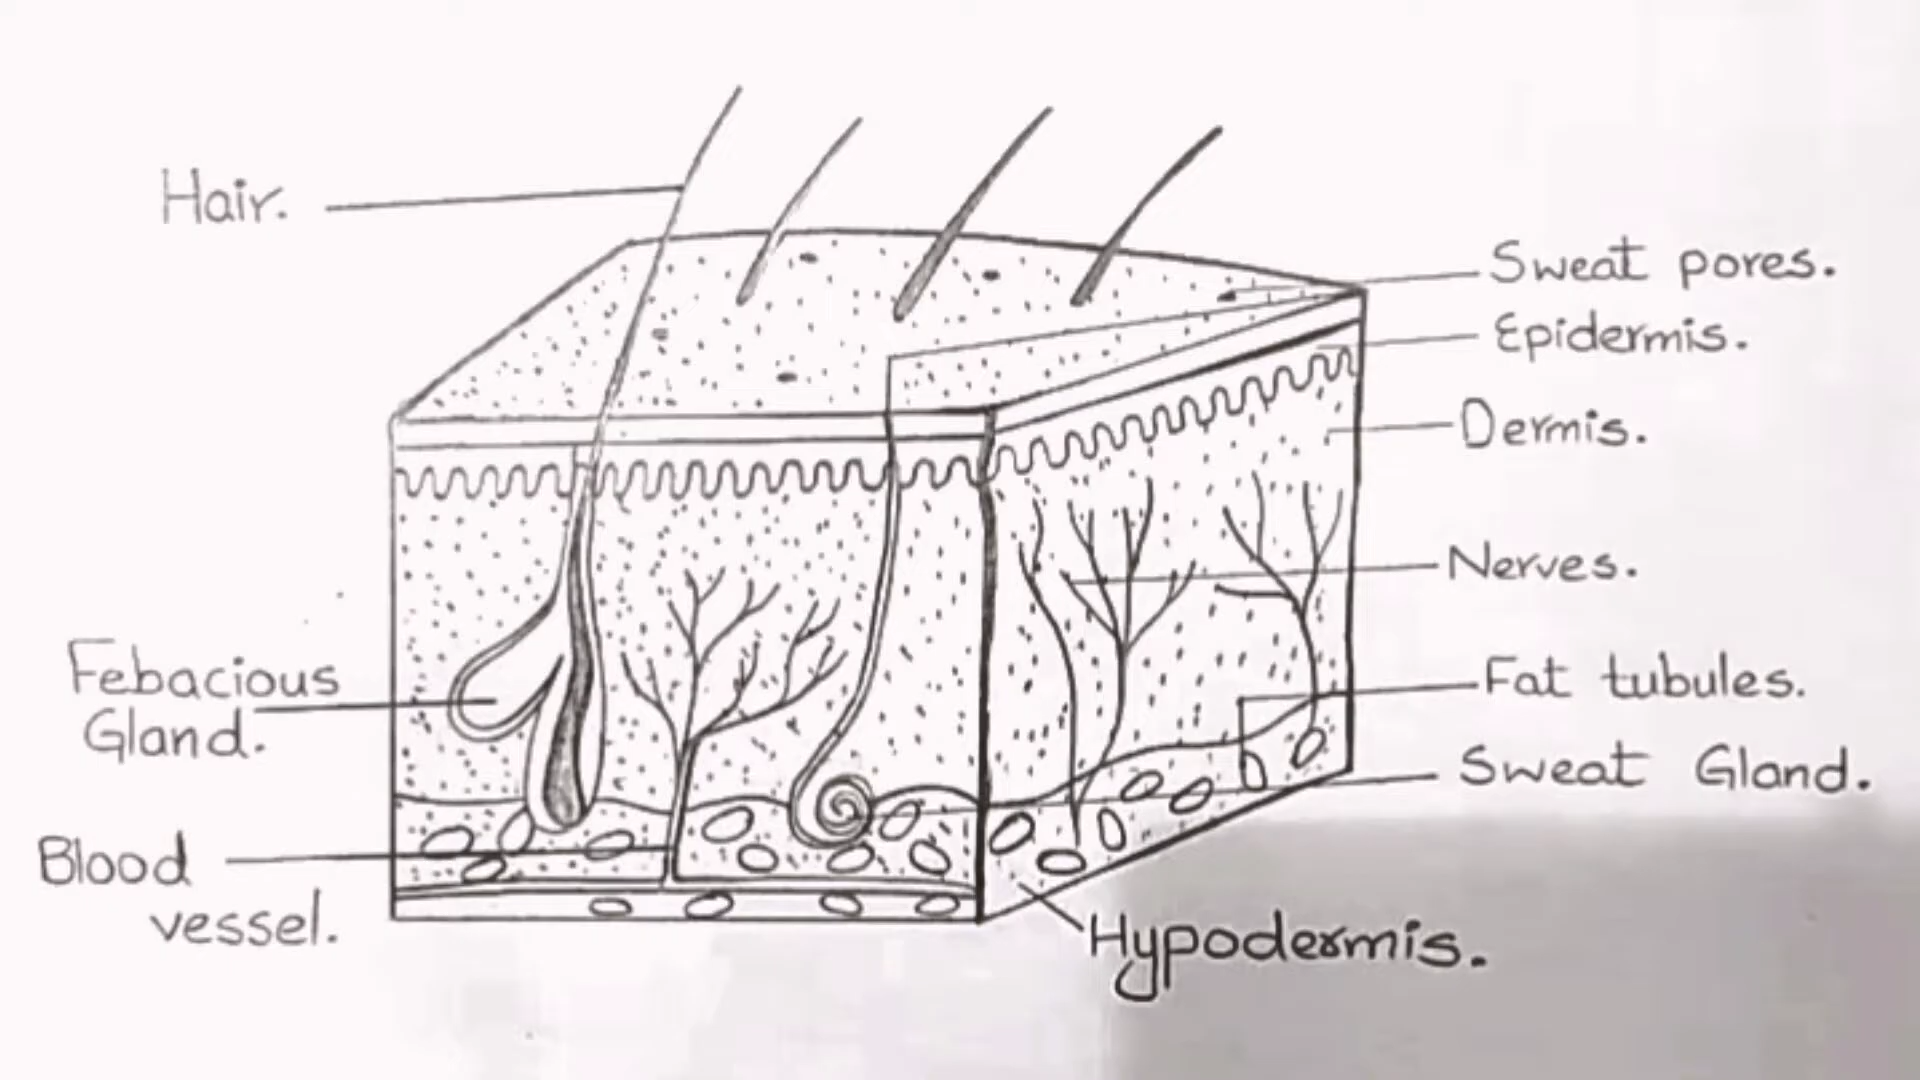 Hair.
Sweat pores.
Epidermis.
Dermis.
Nerves.
Febacious
Gland.
Fat tubules.
Sweat Gland.
Blood
vessel.
Hypodermis.